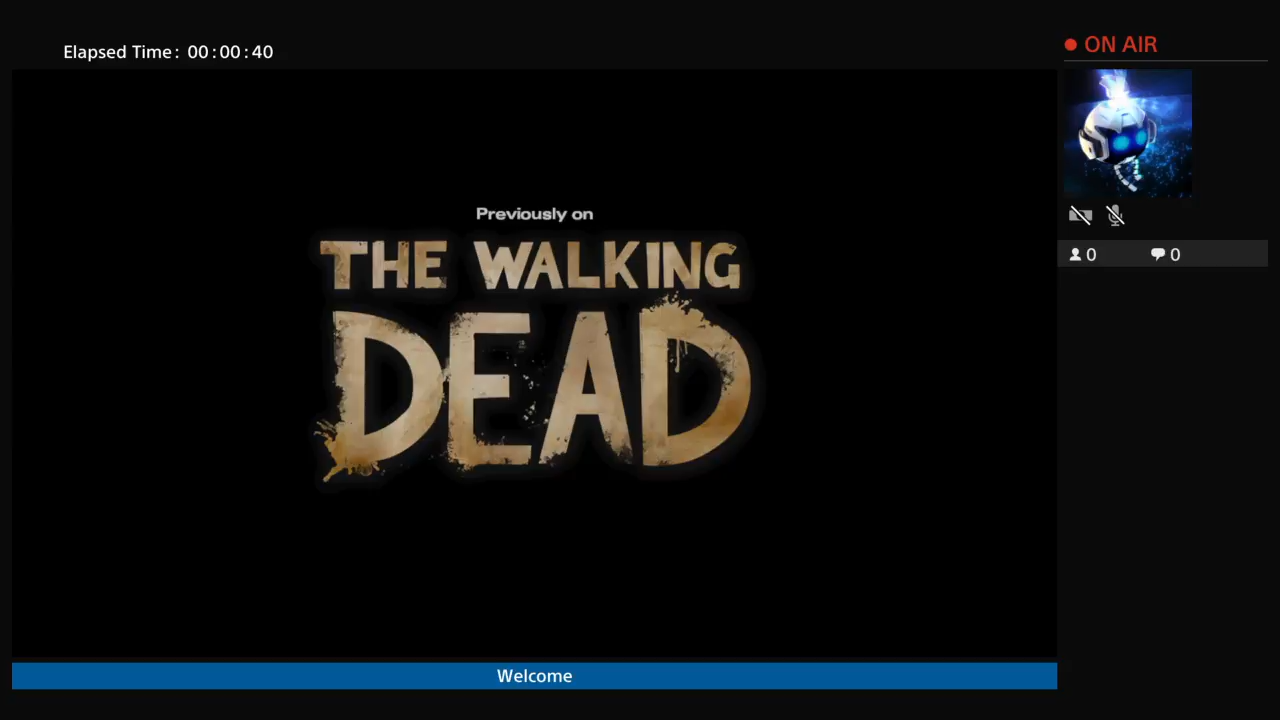 Elapsed Time: 00:00:40
ON AIR
0 0
Previously on
THE WALKING
DEAD
Welcome